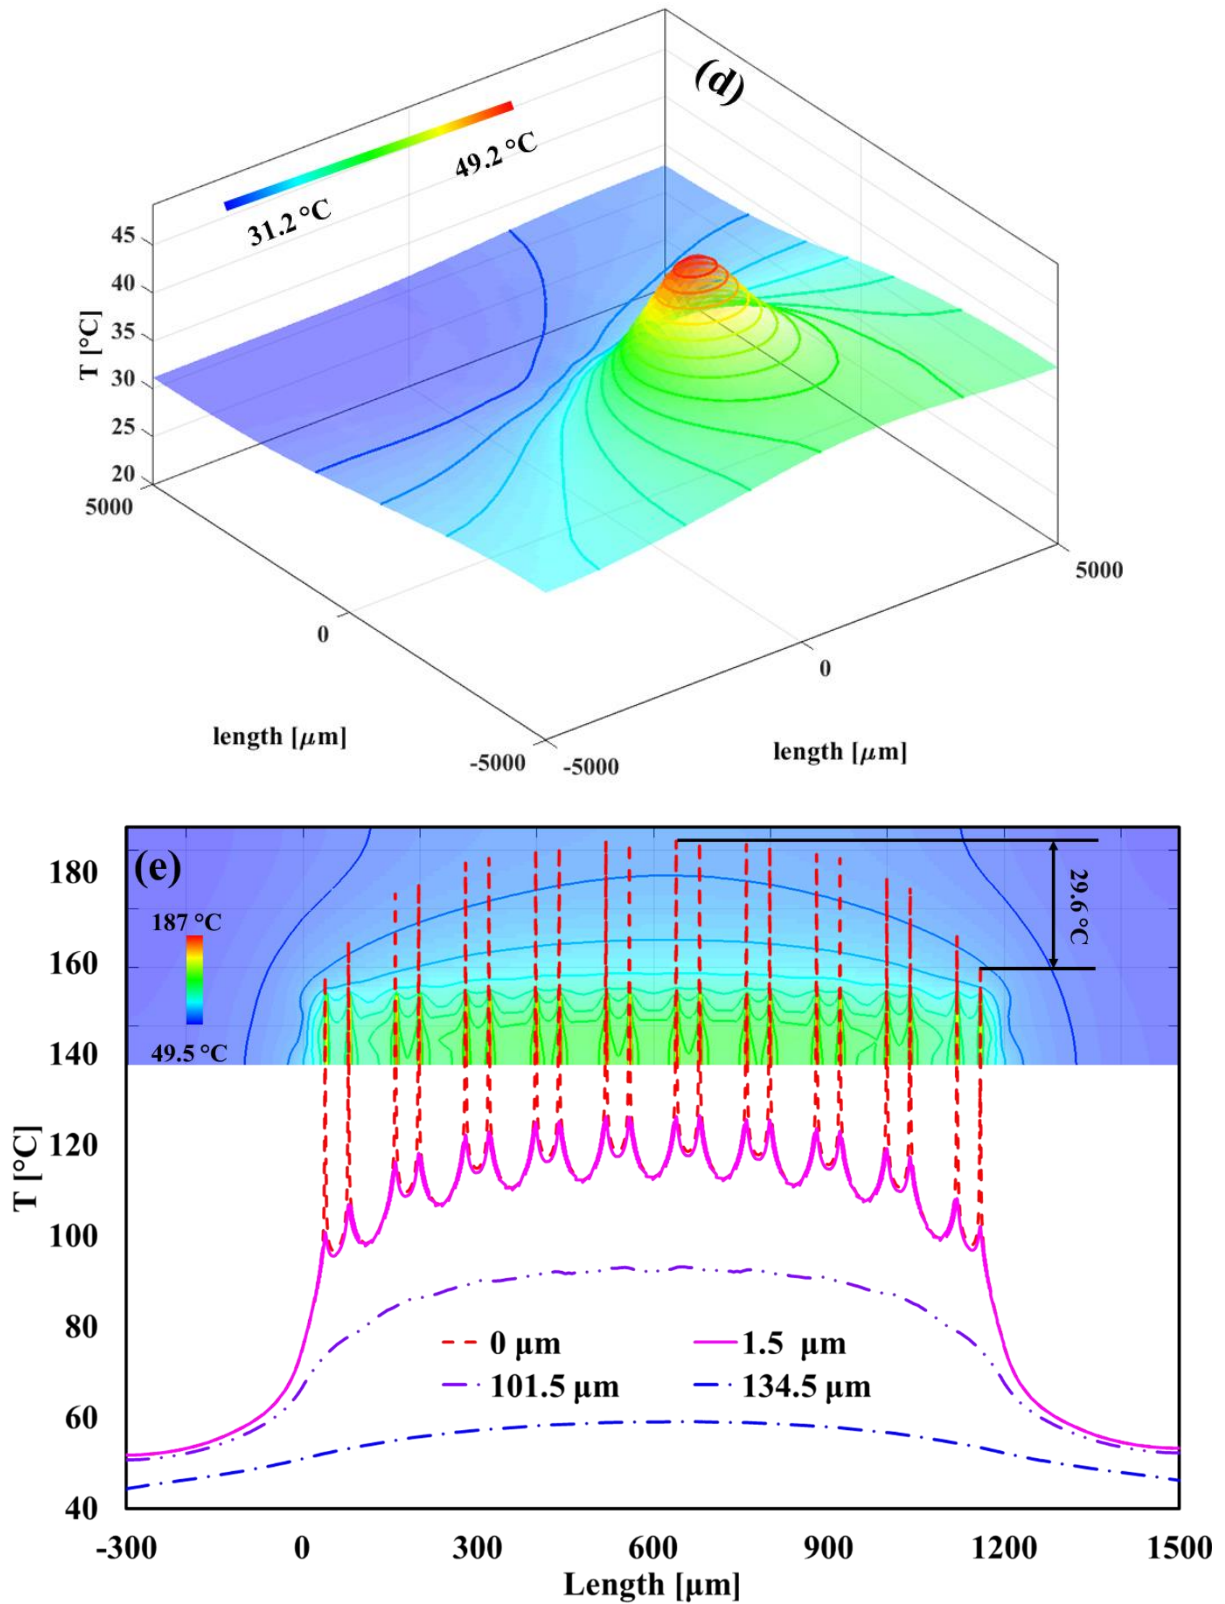 (d)
49.2 °C
31.2 °C
45
40
35
30
25
20
T [°C]
5000
0
-5000
length [μm]
-5000
0
5000
length [μm]
(e)
187 °C
49.5 °C
29.6 °C
180
160
140
120
100
80
60
40
T [°C]
0 μm
1.5 μm
101.5 μm
134.5 μm
-300 0 300 600 900 1200 1500
Length [μm]